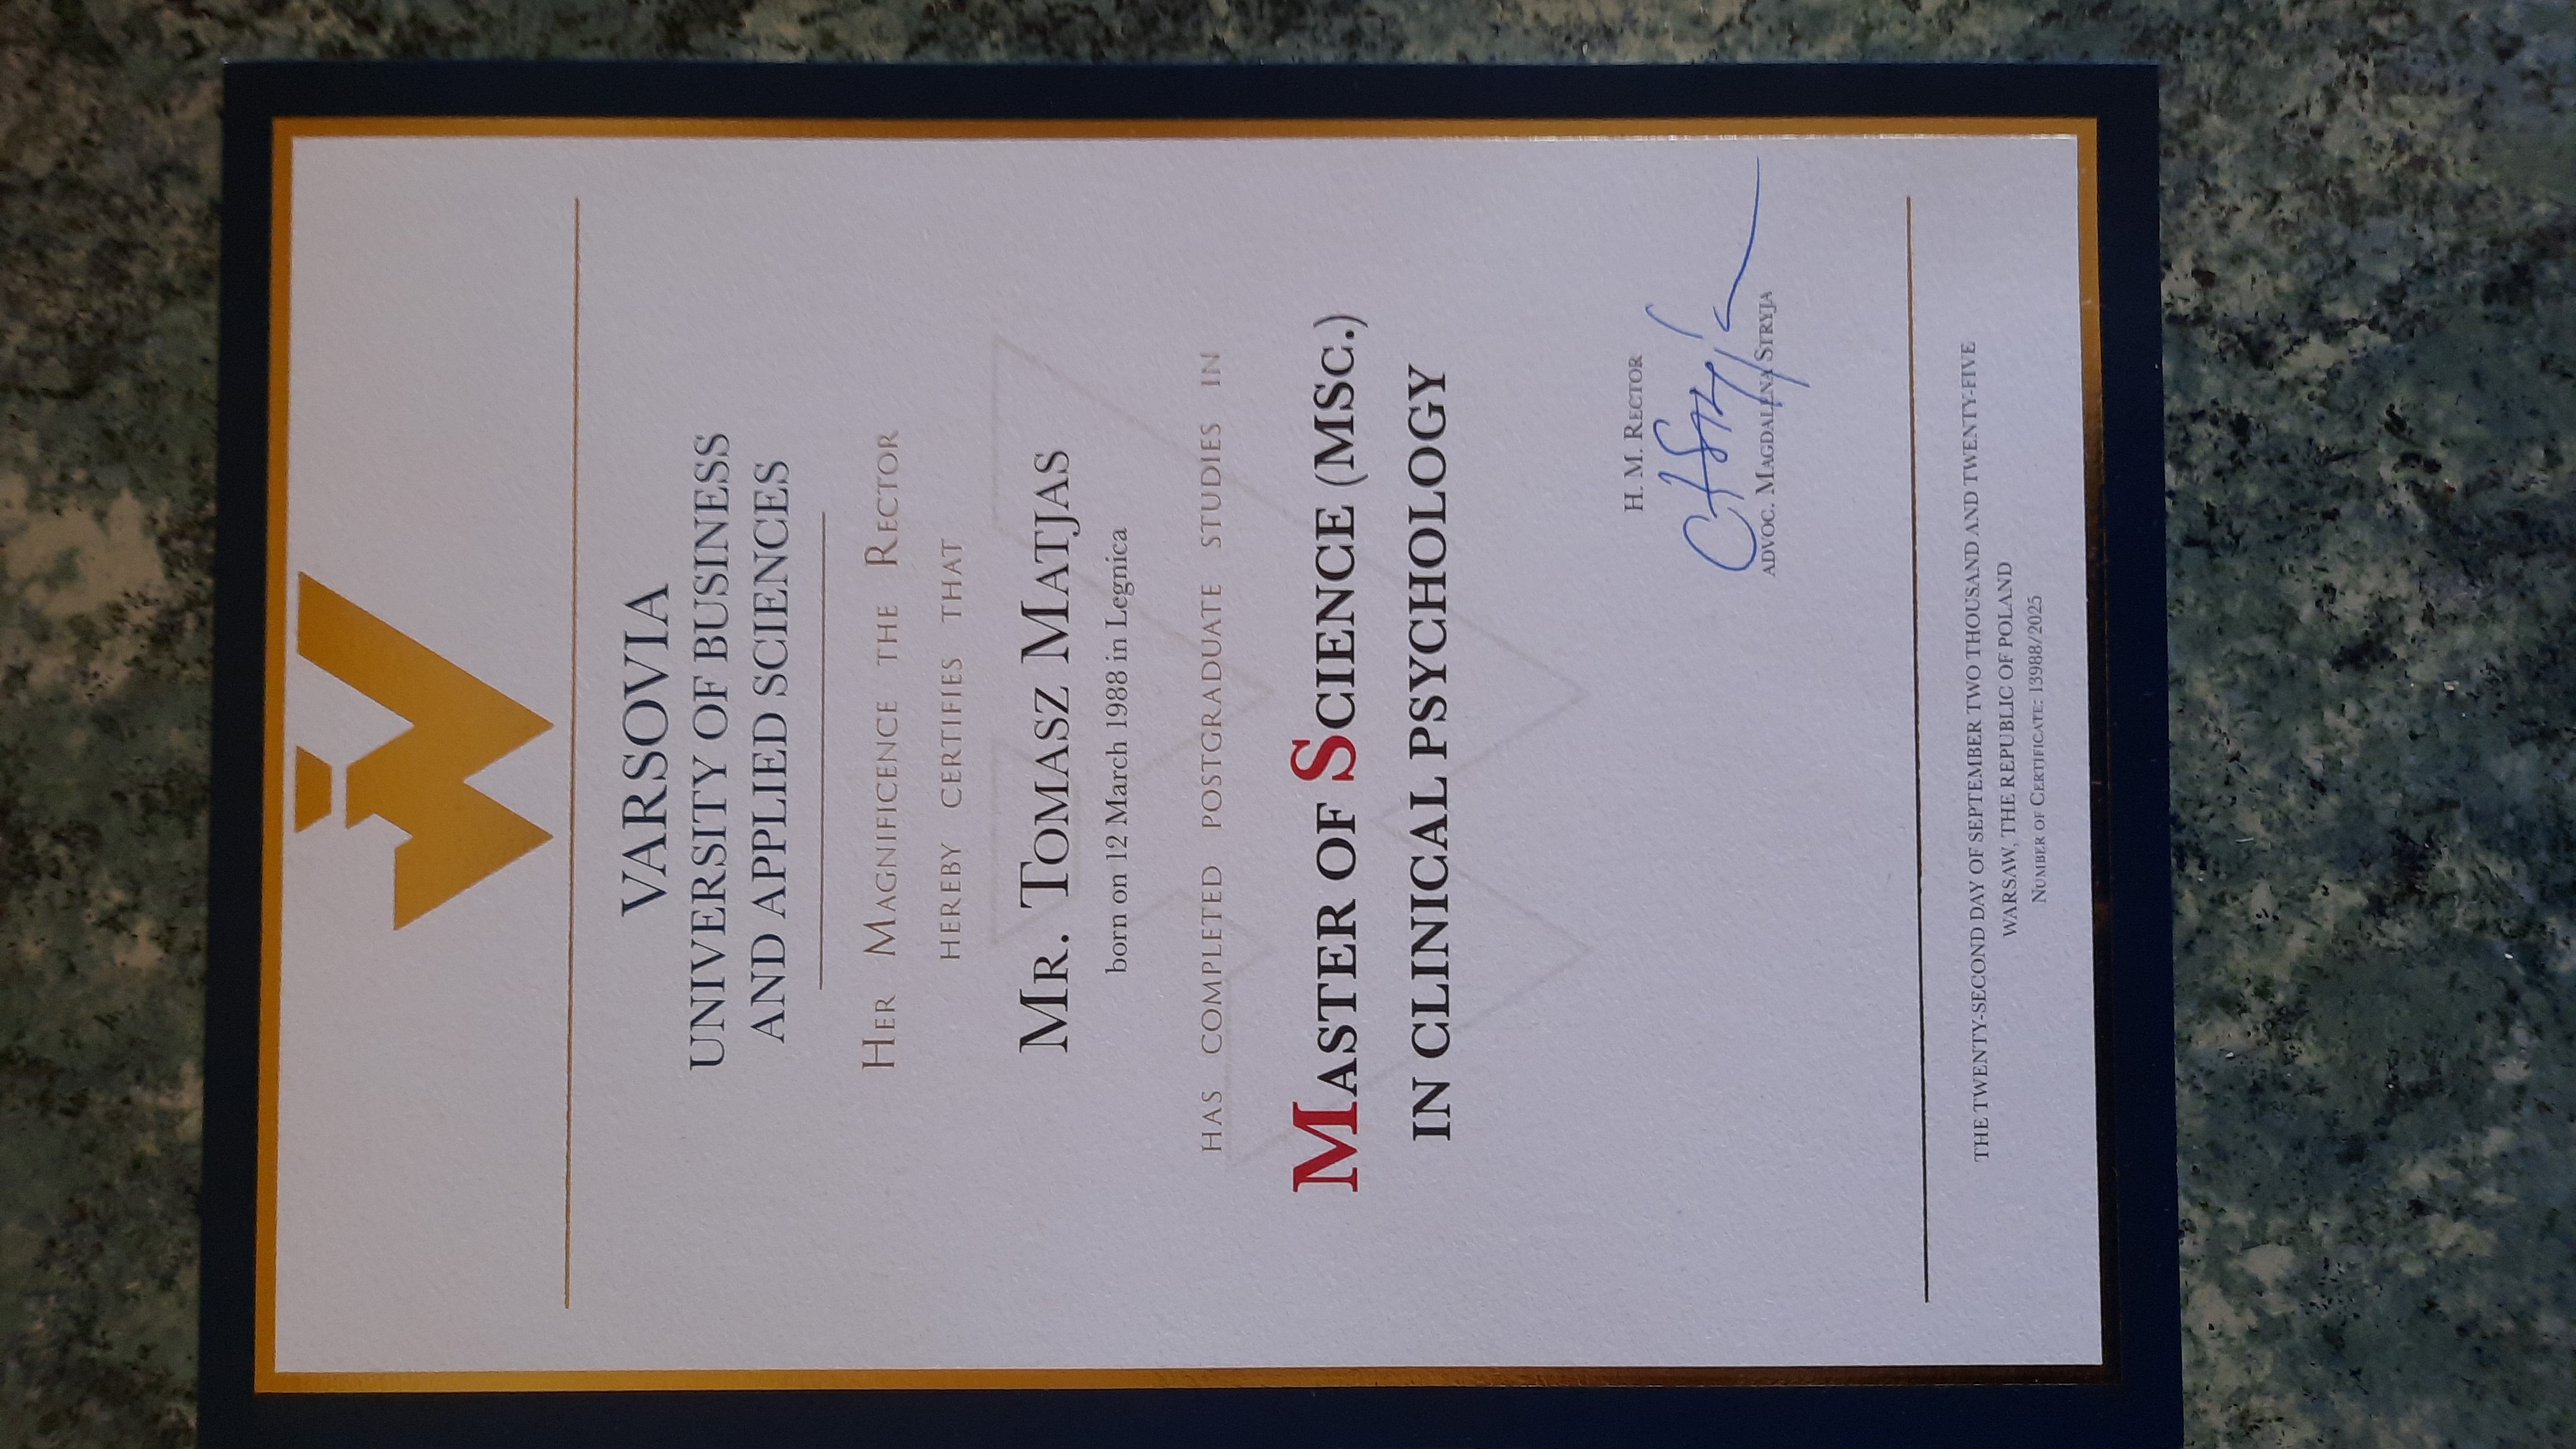 VARSOVIA
UNIVERSITY OF BUSINESS
AND APPLIED SCIENCES
HER MAGNIFICENCE THE RECTOR
HEREBY CERTIFIES THAT
MR. TOMASZ MATJAS
born on 12 March 1988 in Legnica
HAS COMPLETED POSTGRADUATE STUDIES IN
MASTER OF SCIENCE (MSC.)
IN CLINICAL PSYCHOLOGY
H. M. RECTOR
ADVOC. MAGDALENA STRYJA
THE TWENTY-SECOND DAY OF SEPTEMBER TWO THOUSAND AND TWENTY-FIVE
WARSAW, THE REPUBLIC OF POLAND
NUMBER OF CERTIFICATE: 13988/2025